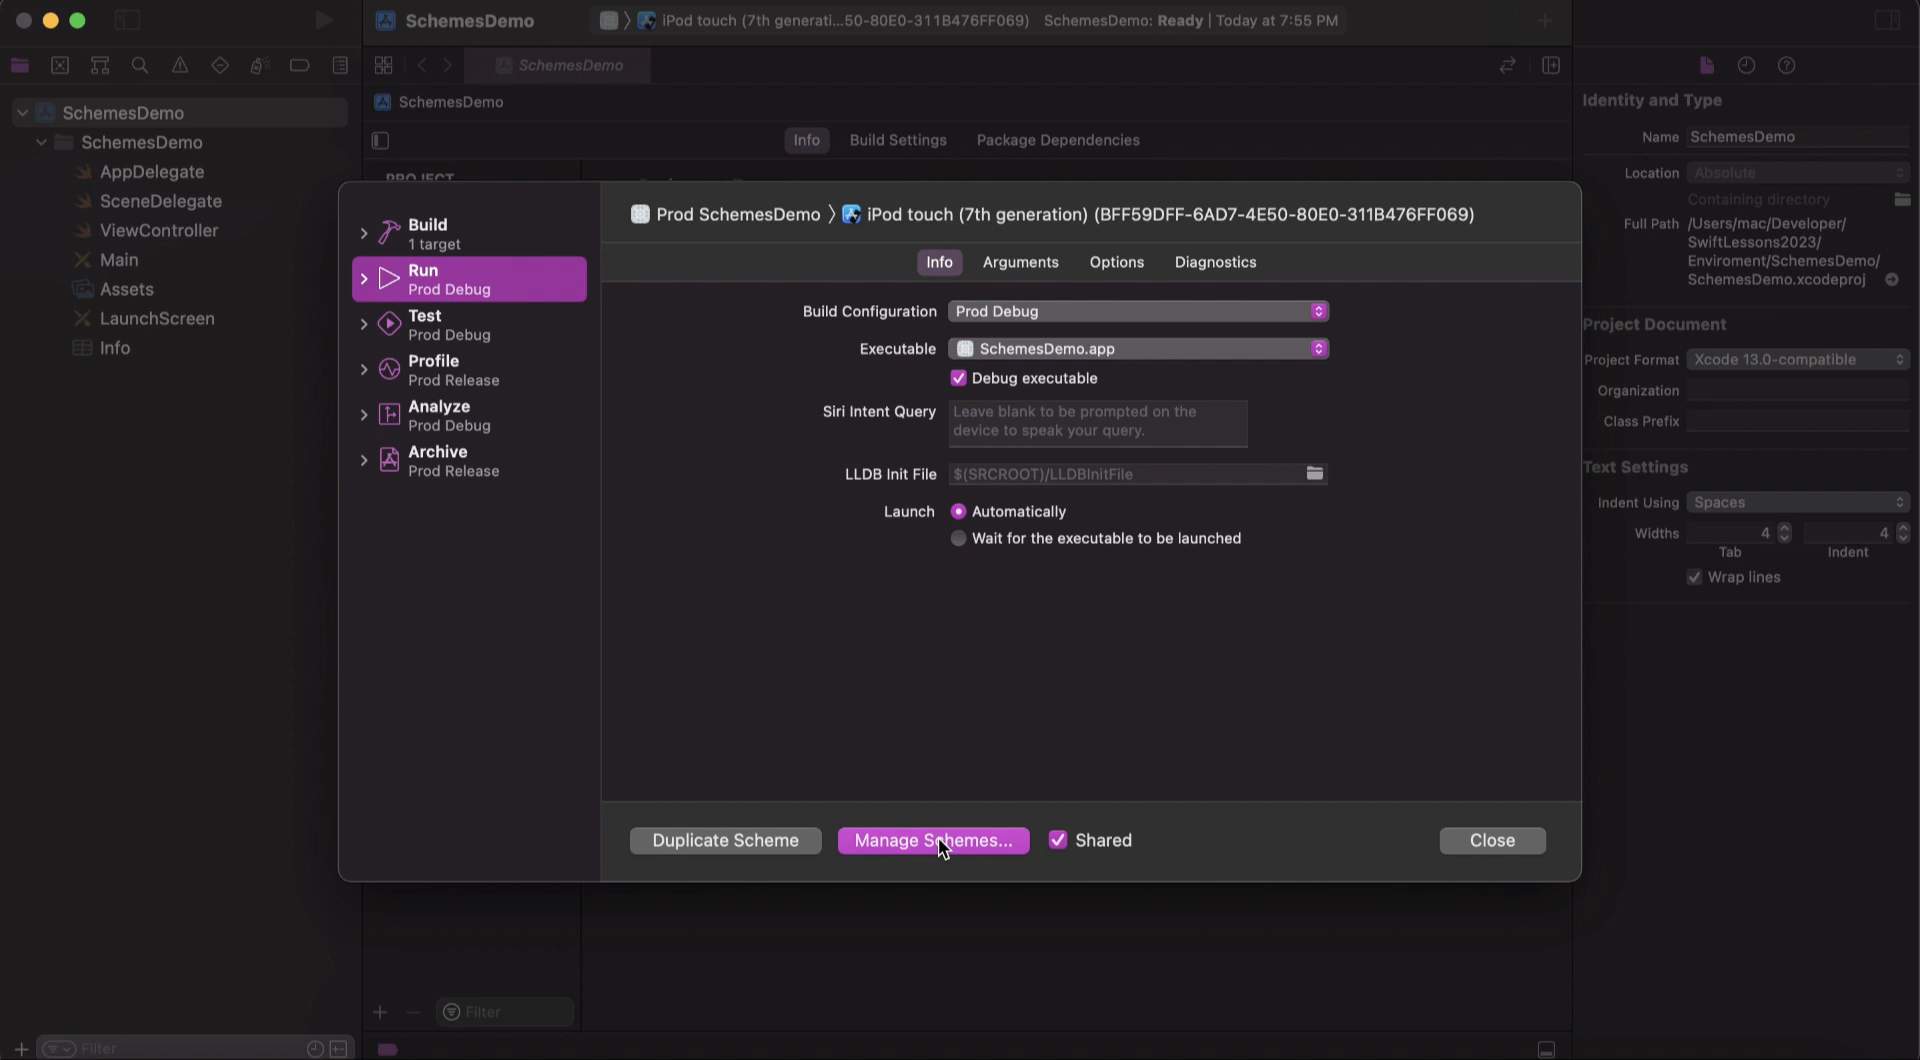 SchemesDemo
iPod touch (7th generati...50-80E0-311B476FF069)
SchemesDemo: Ready | Today at 7:55 PM
SchemesDemo
SchemesDemo
SchemesDemo
AppDelegate
SceneDelegate
ViewController
Main
Assets
LaunchScreen
Info
Filter
SchemesDemo
Info
Build Settings
Package Dependencies
PROJECT
Filter
Build
1 target
Run
Prod Debug
Test
Prod Debug
Profile
Prod Release
Analyze
Prod Debug
Archive
Prod Release
Prod SchemesDemo 〉 iPod touch (7th generation) (BFF59DFF-6AD7-4E50-80E0-311B476FF069)
Info
Arguments
Options
Diagnostics
Build Configuration Prod Debug
Executable SchemesDemo.app
Debug executable
Siri Intent Query Leave blank to be prompted on the
device to speak your query.
LLDB Init File $(SRCROOT)/LLDBInitFile
Launch Automatically
Wait for the executable to be launched
Duplicate Scheme
Manage Schemes...
Shared
Close
Identity and Type
Name SchemesDemo
Location Absolute
Containing directory
Full Path /Users/mac/Developer/
SwiftLessons2023/
Enviroment/SchemesDemo/
SchemesDemo.xcodeproj
Project Document
Project Format Xcode 13.0-compatible
Organization
Class Prefix
Text Settings
Indent Using Spaces
Widths 4 4
Tab Indent
Wrap lines